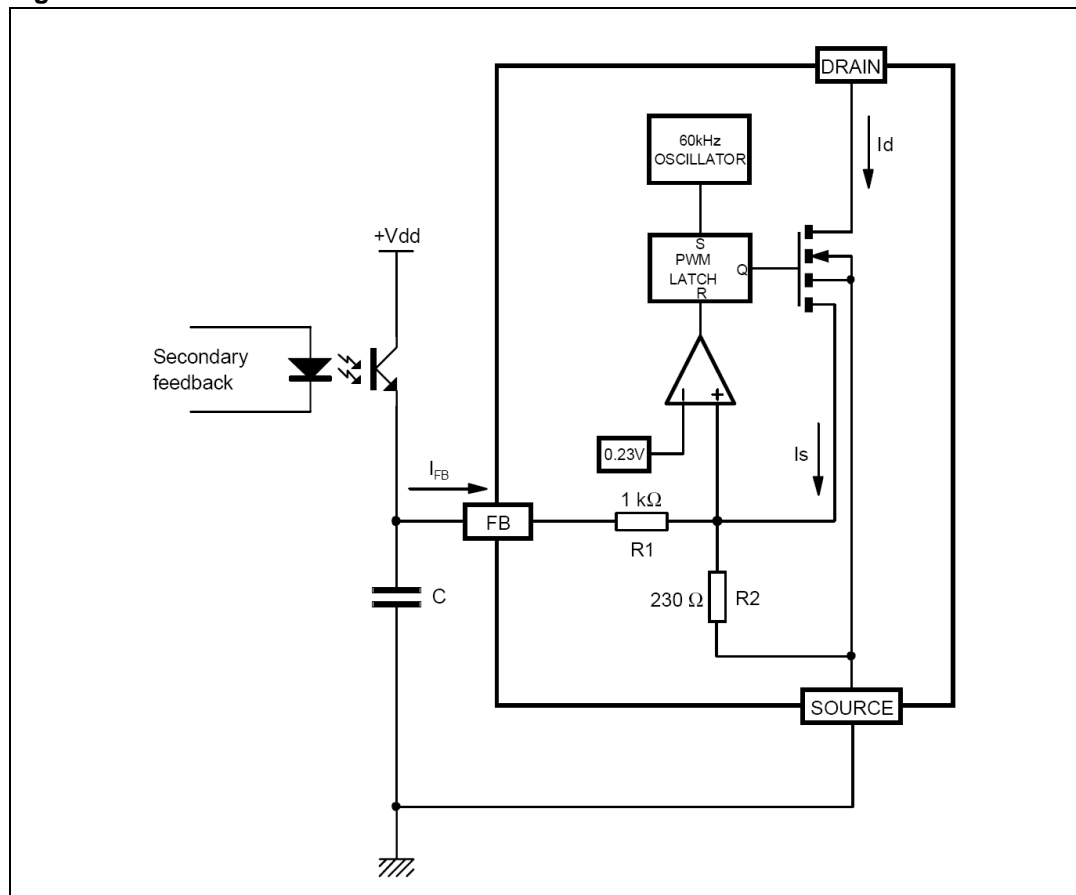 DRAIN
60kHz
OSCILLATOR
Id
+Vdd
S
PWM
LATCH
Q
R
Secondary
feedback
- +
0.23V
Is
IFB
1 kΩ
FB
R1
C
230 Ω
R2
SOURCE